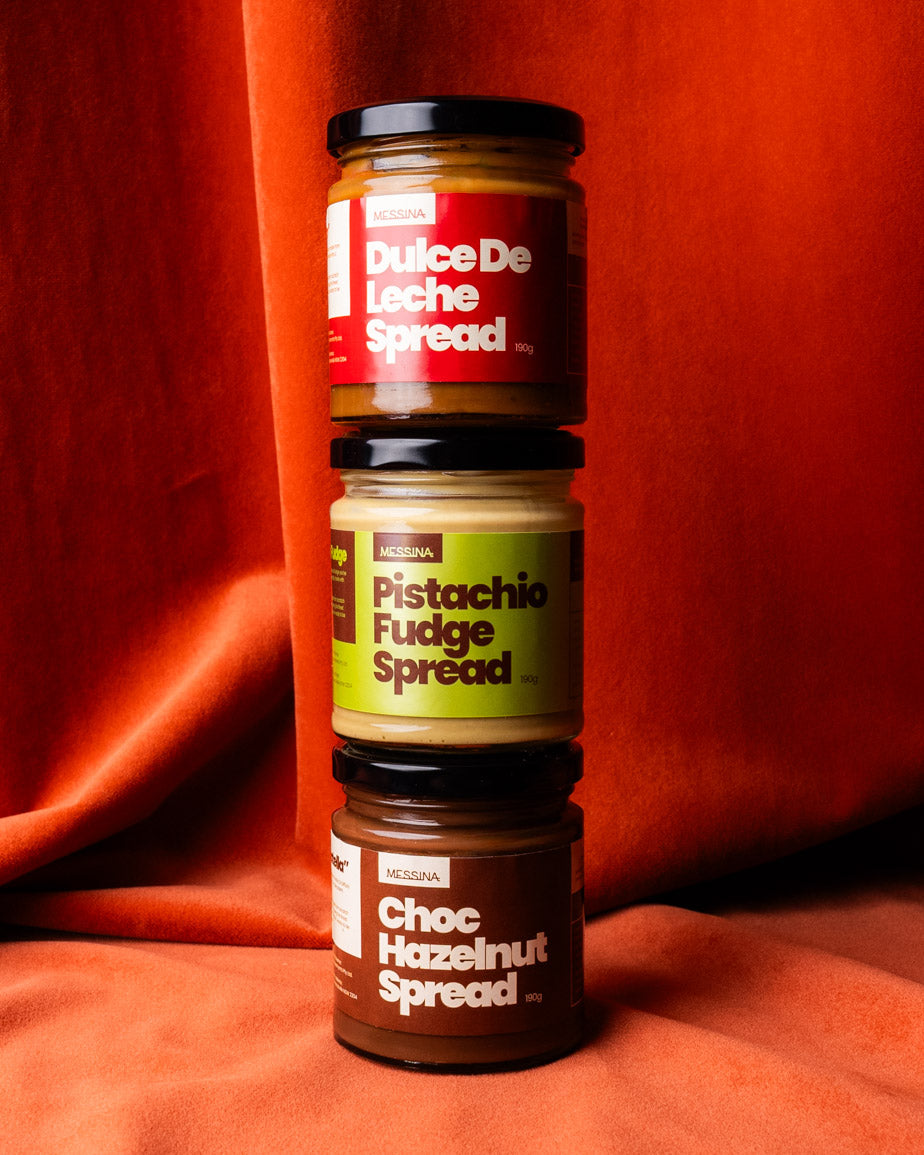 MESSINA
Dulce De
Leche
Spread
190g
MESSINA
Pistachio
Fudge
Spread
190g
MESSINA
Choc
Hazelnut
Spread
190g